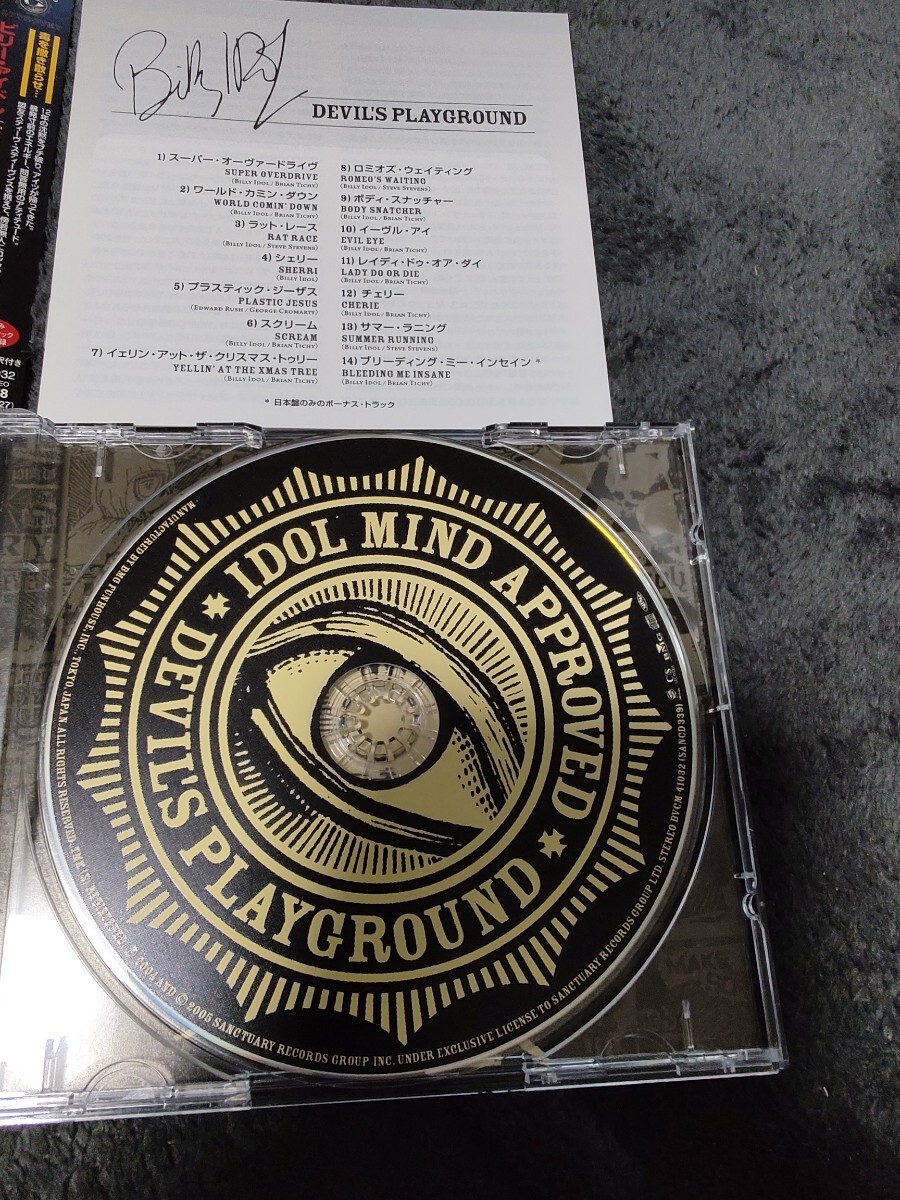 Billy Idol
DEVIL'S PLAYGROUND
1) スーパー・オーヴァードライヴ
SUPER OVERDRIVE
(BILLY IDOL / BRIAN TICHY)
2) ワールド・カミン・ダウン
WORLD COMIN' DOWN
(BILLY IDOL / BRIAN TICHY)
3) ラット・レース
RAT RACE
(BILLY IDOL / STEVE STEVENS)
4) シェリー
SHERRI
(BILLY IDOL)
5) プラスティック・ジーザス
PLASTIC JESUS
(EDWARD RUSH / GEORGE CROMARTY)
6) スクリーム
SCREAM
(BILLY IDOL / BRIAN TICHY)
7) イェリン・アット・ザ・クリスマス・トゥリー
YELLIN' AT THE XMAS TREE
(BILLY IDOL / BRIAN TICHY)
8) ロミオズ・ウェイティング
ROMEO'S WAITING
(BILLY IDOL / STEVE STEVENS)
9) ボディ・スナッチャー
BODY SNATCHER
(BILLY IDOL / BRIAN TICHY)
10) イーヴル・アイ
EVIL EYE
(BILLY IDOL / BRIAN TICHY)
11) レイディ・ドゥ・オア・ダイ
LADY DO OR DIE
(BILLY IDOL / BRIAN TICHY)
12) チェリー
CHERIE
(BILLY IDOL / BRIAN TICHY)
13) サマー・ラニング
SUMMER RUNNING
(BILLY IDOL / STEVE STEVENS)
14) ブリーディング・ミー・インセイン *
BLEEDING ME INSANE
(BILLY IDOL / BRIAN TICHY)
* 日本盤のみのボーナス・トラック
IDOL MIND APPROVED
DEVIL'S PLAYGROUND
MANUFACTURED BY BMG FUNHOUSE, INC. TOKYO, JAPAN. ALL RIGHTS RESERVED. TMK(S) REGISTERED. ℗ 2004 AND © 2005 SANCTUARY RECORDS GROUP INC. UNDER EXCLUSIVE LICENSE TO SANCTUARY RECORDS GROUP LTD. STEREO BVCM-41032 (SANCD339)